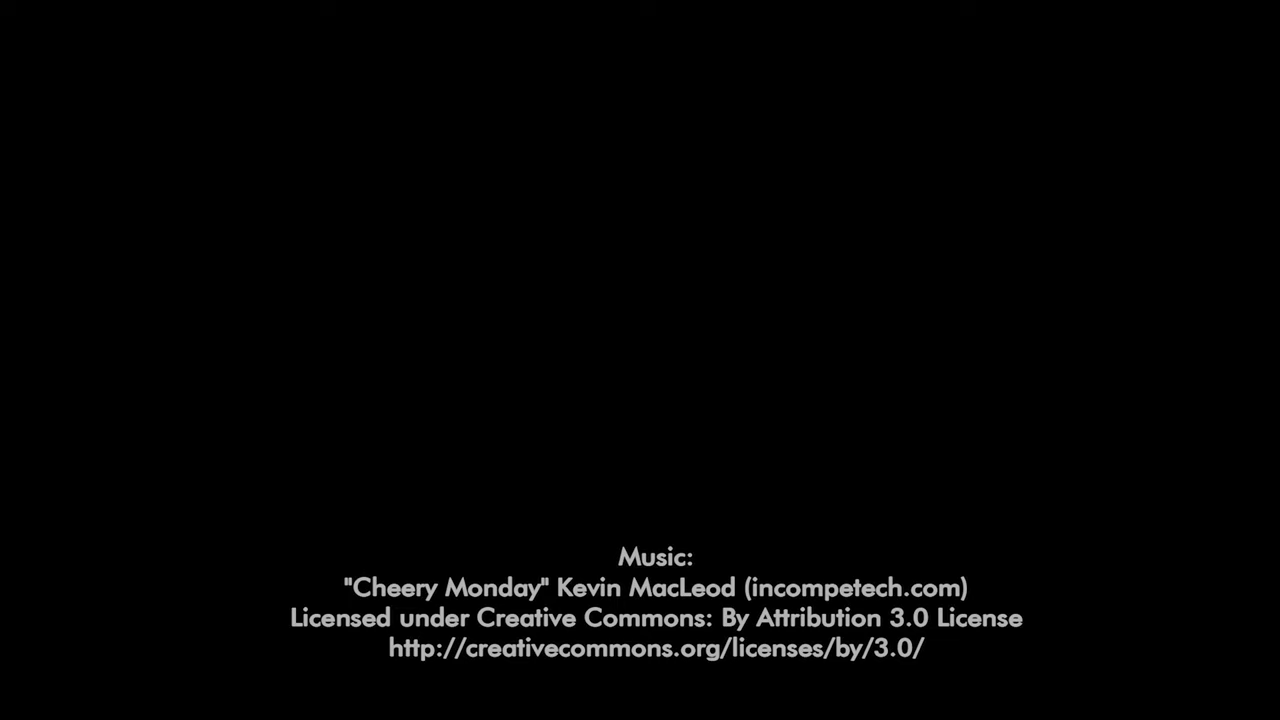 Music:
"Cheery Monday" Kevin MacLeod (incompetech.com)
Licensed under Creative Commons: By Attribution 3.0 License
http://creativecommons.org/licenses/by/3.0/